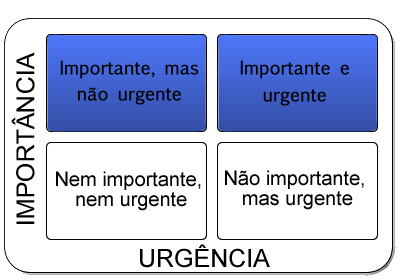 IMPORTÂNCIA
Importante, mas
não urgente
Importante e
urgente
Nem importante,
nem urgente
Não importante,
mas urgente
URGÊNCIA